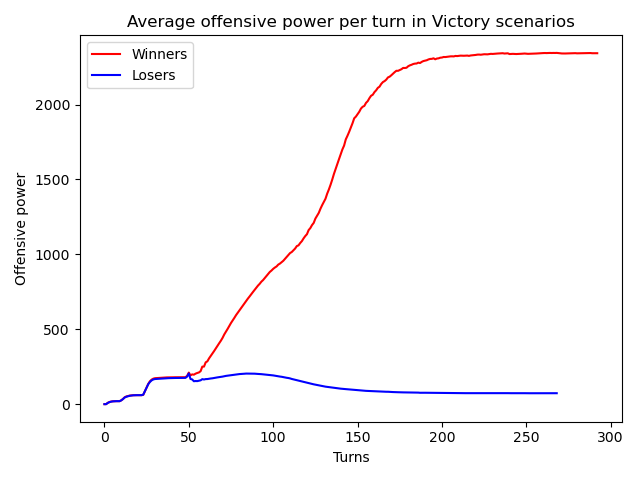 Average offensive power per turn in Victory scenarios
Winners
Losers
Offensive power
2000
1500
1000
500
0
0 50 100 150 200 250 300
Turns